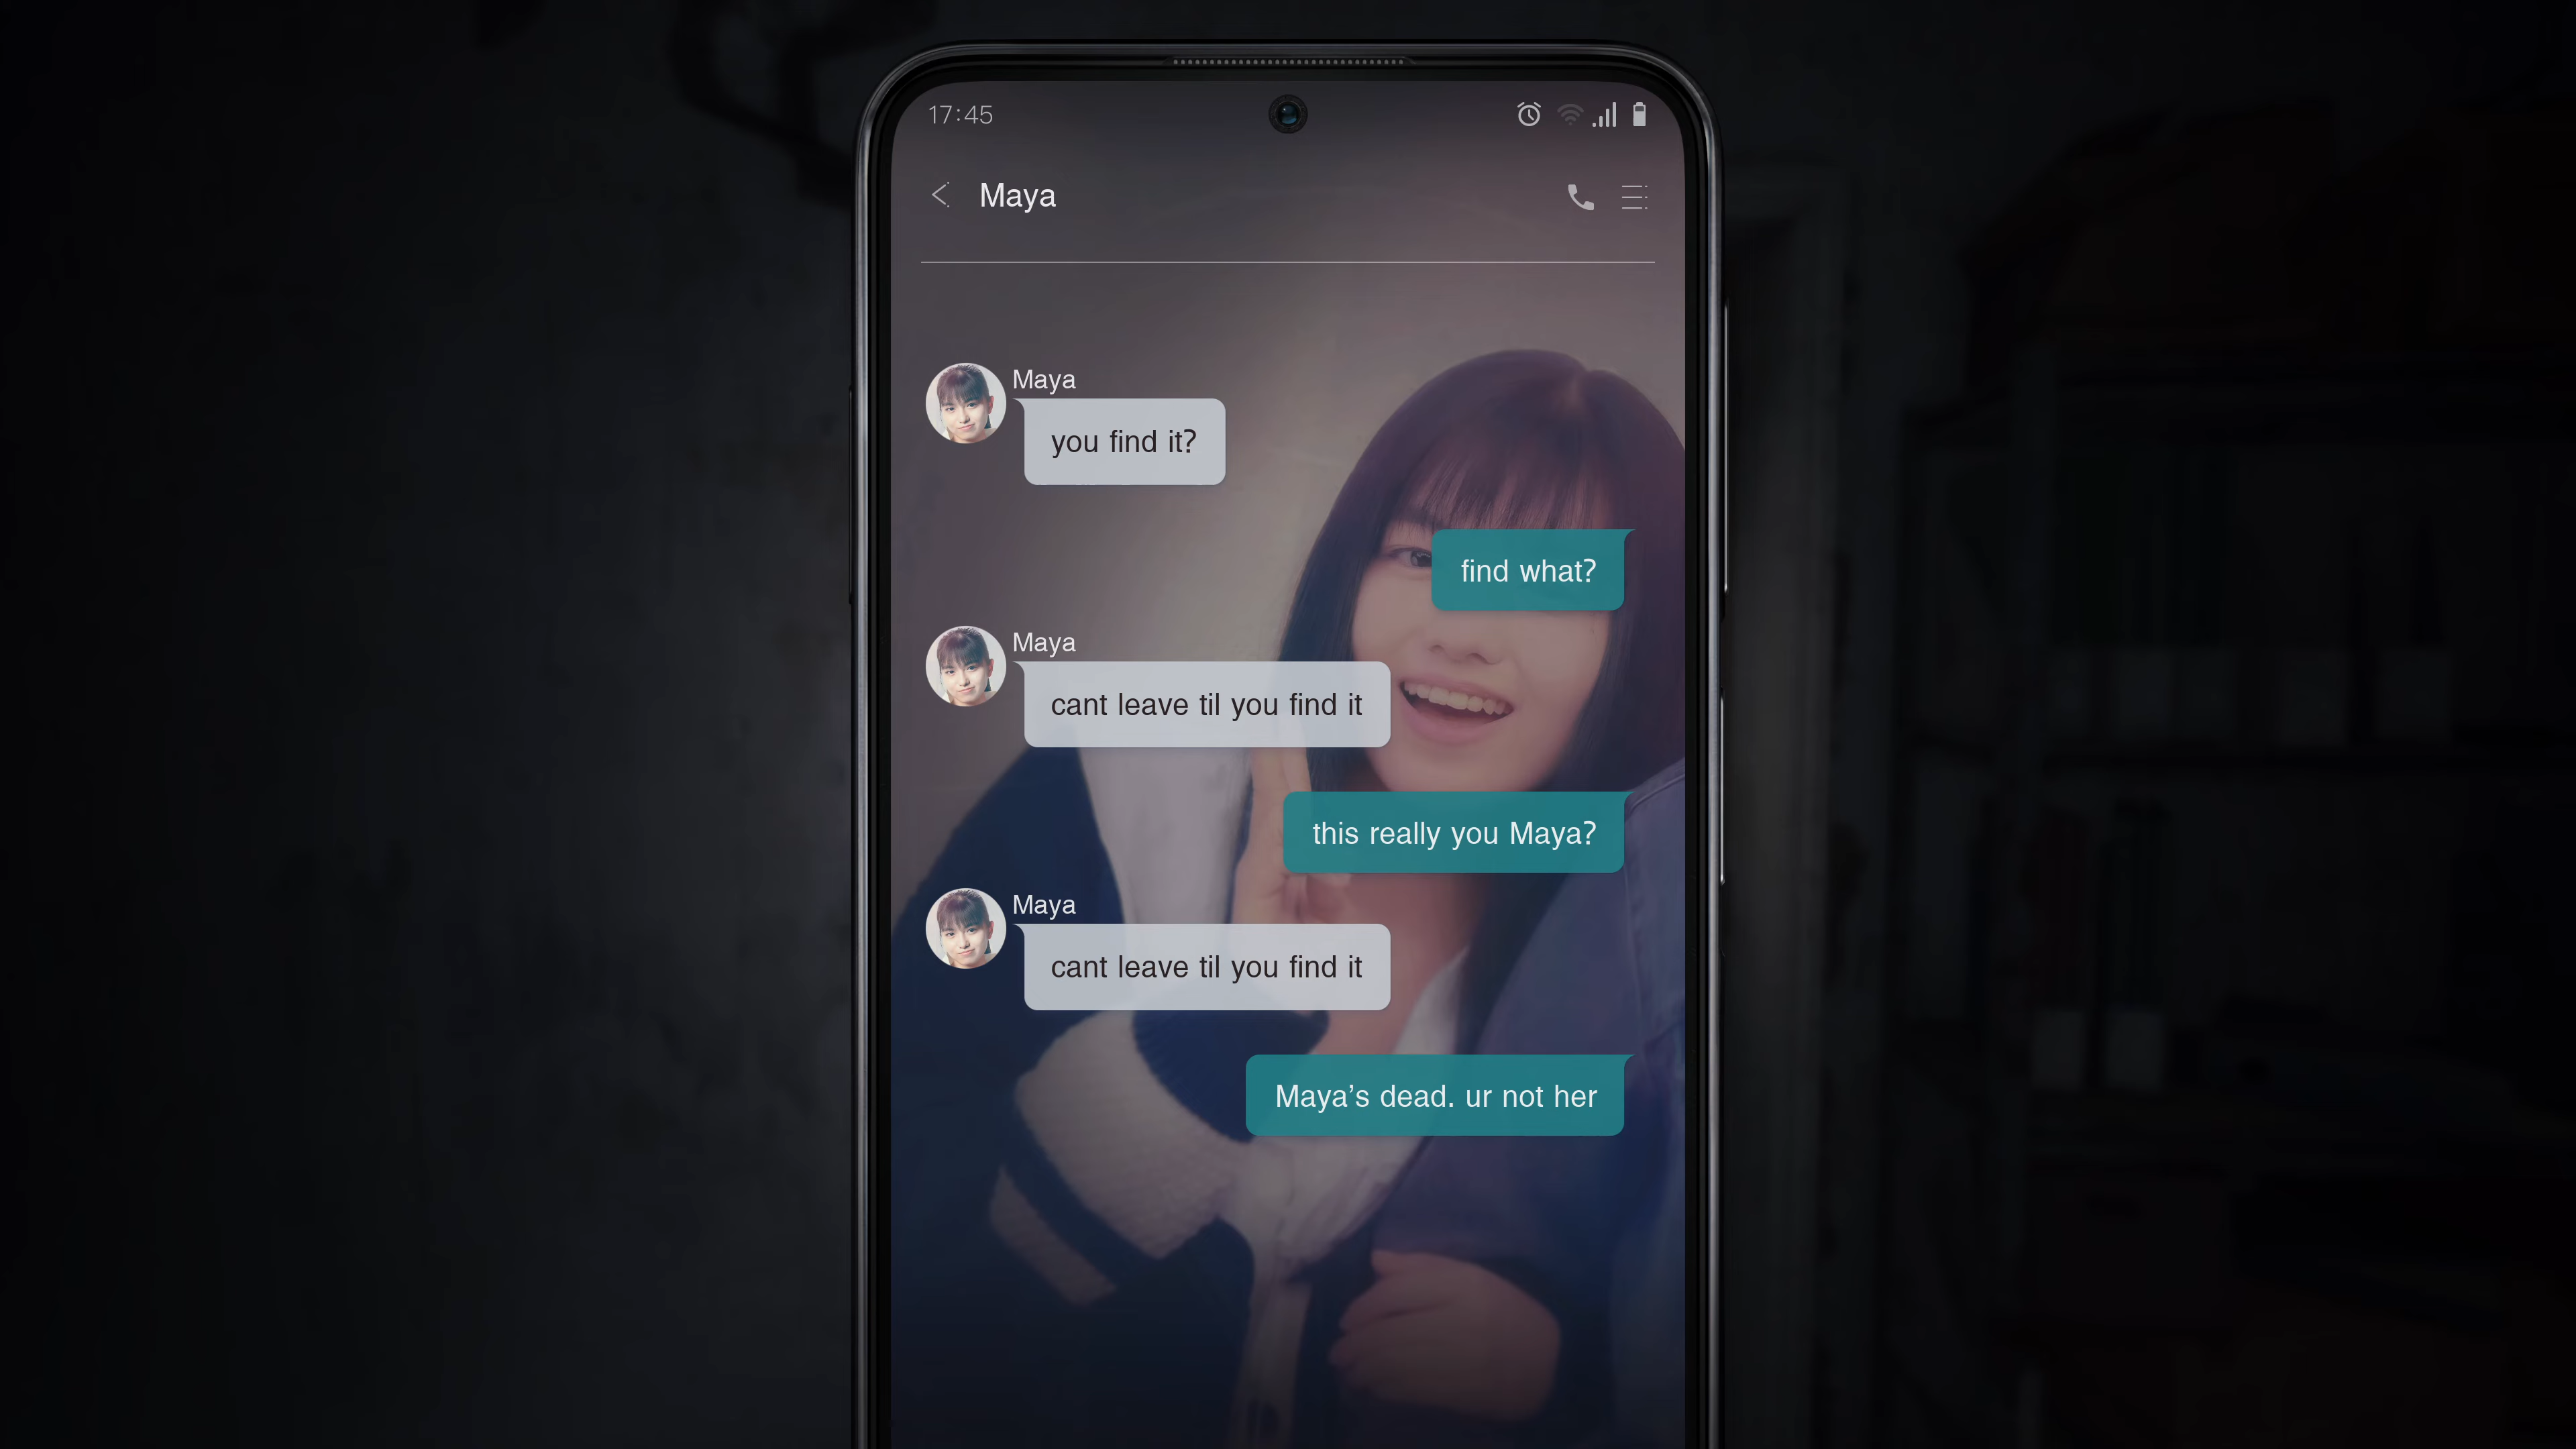 17:45
Maya
Maya
you find it?
find what?
Maya
cant leave til you find it
this really you Maya?
Maya
cant leave til you find it
Maya’s dead. ur not her